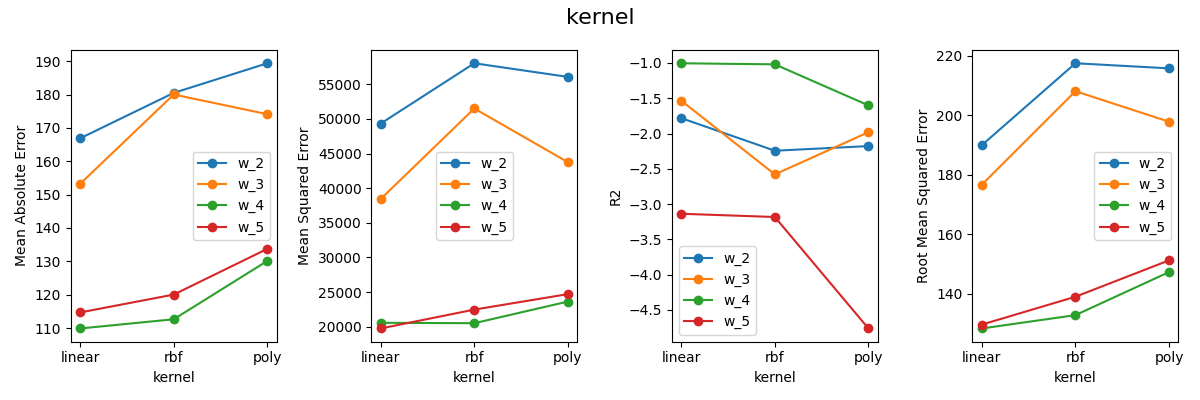 kernel
Mean Absolute Error
190
180
170
160
150
140
130
120
110
linear rbf poly
kernel
w_2
w_3
w_4
w_5
Mean Squared Error
55000
50000
45000
40000
35000
30000
25000
20000
linear rbf poly
kernel
w_2
w_3
w_4
w_5
R2
−1.0
−1.5
−2.0
−2.5
−3.0
−3.5
−4.0
−4.5
linear rbf poly
kernel
w_2
w_3
w_4
w_5
Root Mean Squared Error
220
200
180
160
140
linear rbf poly
kernel
w_2
w_3
w_4
w_5